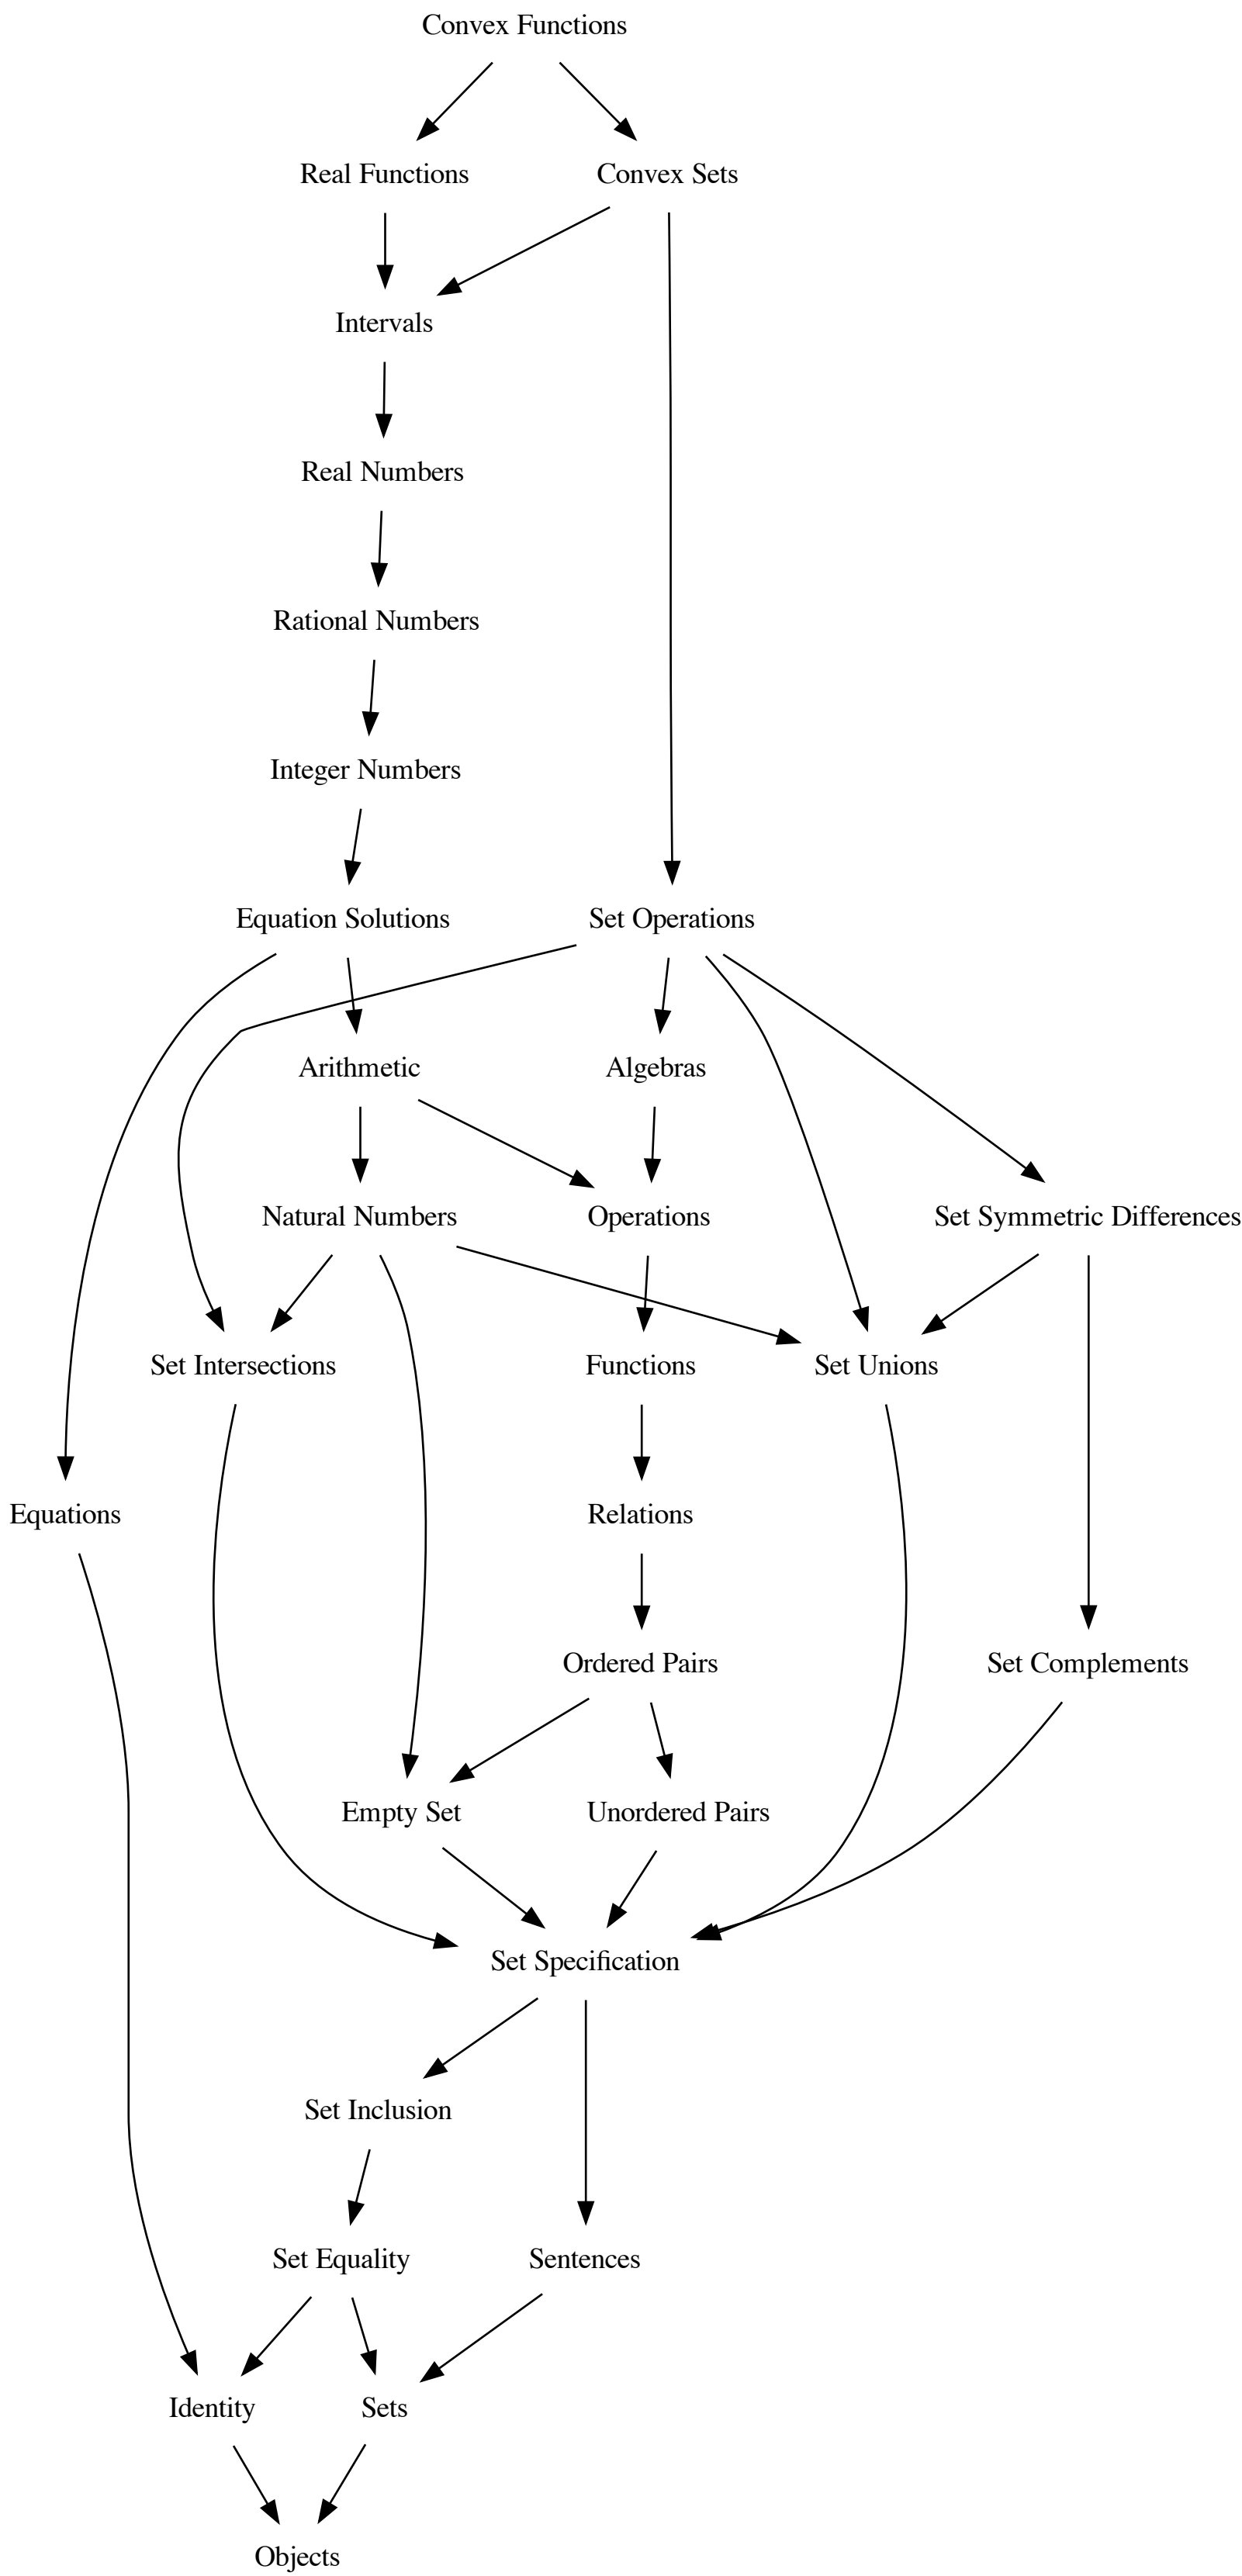 Convex Functions
Real Functions
Convex Sets
Intervals
Real Numbers
Rational Numbers
Integer Numbers
Equation Solutions
Set Operations
Arithmetic
Algebras
Natural Numbers
Operations
Set Symmetric Differences
Set Intersections
Functions
Set Unions
Equations
Relations
Ordered Pairs
Set Complements
Empty Set
Unordered Pairs
Set Specification
Set Inclusion
Set Equality
Sentences
Identity
Sets
Objects